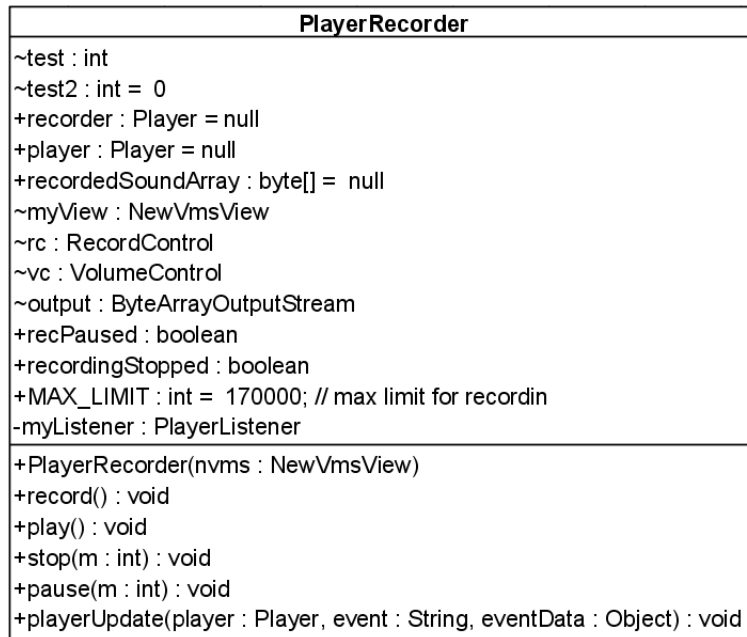 PlayerRecorder
~test : int
~test2 : int = 0
+recorder : Player = null
+player : Player = null
+recordedSoundArray : byte[] = null
~myView : NewVmsView
~rc : RecordControl
~vc : VolumeControl
~output : ByteArrayOutputStream
+recPaused : boolean
+recordingStopped : boolean
+MAX_LIMIT : int = 170000; // max limit for recordin
-myListener : PlayerListener
+PlayerRecorder(nvms : NewVmsView)
+record() : void
+play() : void
+stop(m : int) : void
+pause(m : int) : void
+playerUpdate(player : Player, event : String, eventData : Object) : void